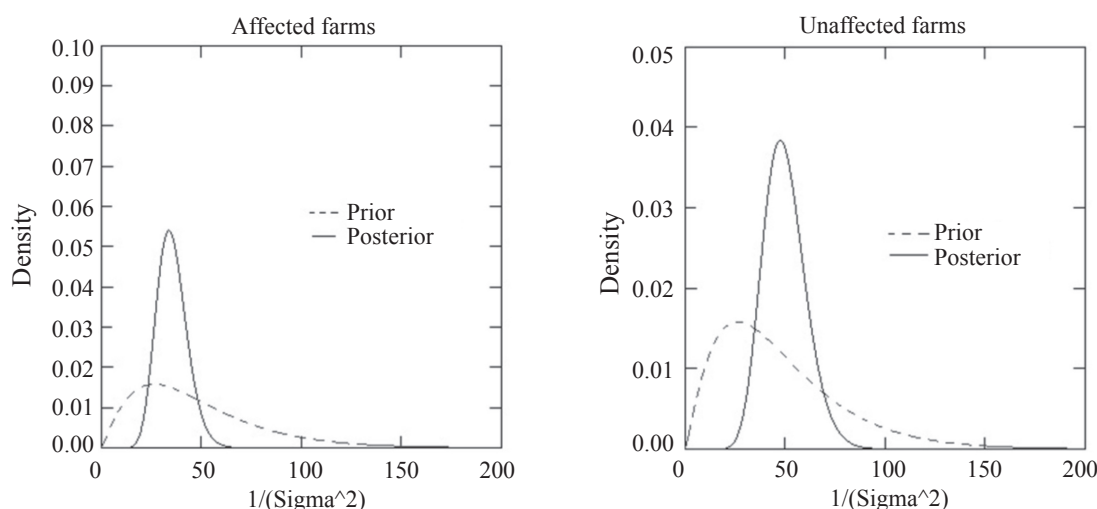 Affected farms
0.10
0.09
0.08
0.07
0.06
0.05
0.04
0.03
0.02
0.01
0.00
Density
Prior
Posterior
0 50 100 150 200
1/(Sigma^2)
Unaffected farms
0.05
0.04
0.03
0.02
0.01
0.00
Density
Prior
Posterior
0 50 100 150 200
1/(Sigma^2)